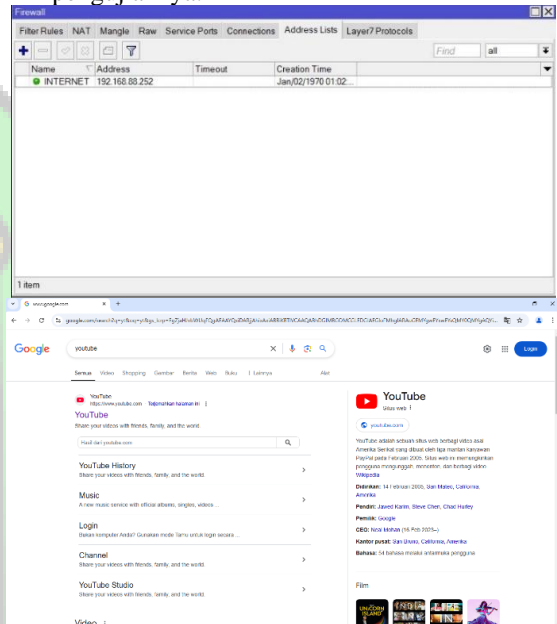 pengujiannya.
Firewall
Filter Rules NAT Mangle Raw Service Ports Connections Address Lists Layer7 Protocols
Find all
Name Address Timeout Creation Time
INTERNET 192.168.88.252 Jan/02/1970 01:02...
1 item
www.google.com
Google youtube Login
Semua Video Shopping Gambar Berita Web Buku Lainnya Alat
YouTube
https://www.youtube.com
YouTube
Share your videos with friends, family, and the world.
Hasil dari youtube.com
YouTube History
Share your videos with friends, family, and the world.
Music
A new music service with official albums, singles, videos ...
Login
Bukan komputer Anda? Gunakan mode Tamu untuk login secara ...
Channel
Share your videos with friends, family, and the world.
YouTube Studio
Share your videos with friends, family, and the world.
Video
YouTube
Situs web
youtube.com
YouTube adalah sebuah situs web berbagi video asal
Amerika Serikat yang dibuat oleh tiga mantan karyawan
PayPal pada Februari 2005. Situs web ini memungkinkan
pengguna mengunggah, menonton, dan berbagi video.
Wikipedia
Didirikan: 14 Februari 2005, San Mateo, California,
Amerika
Pendiri: Jawed Karim, Steve Chen, Chad Hurley
Pemilik: Google
CEO: Neal Mohan (16 Feb 2023–)
Kantor pusat: San Bruno, California, Amerika
Bahasa: 54 bahasa melalui antarmuka pengguna
Film
UNICORN
ISLAND